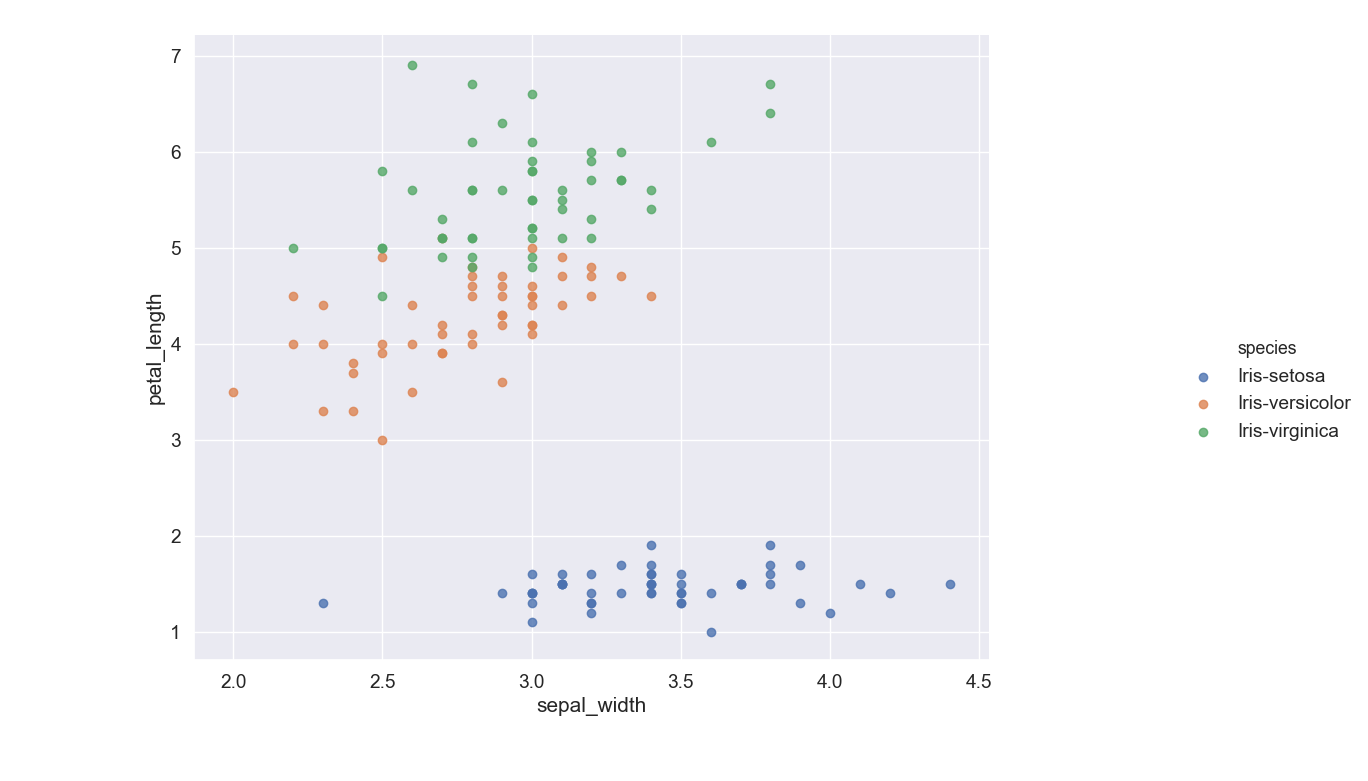 7
6
5
4
3
2
1
petal_length
2.0 2.5 3.0 3.5 4.0 4.5
sepal_width
species
Iris-setosa
Iris-versicolor
Iris-virginica